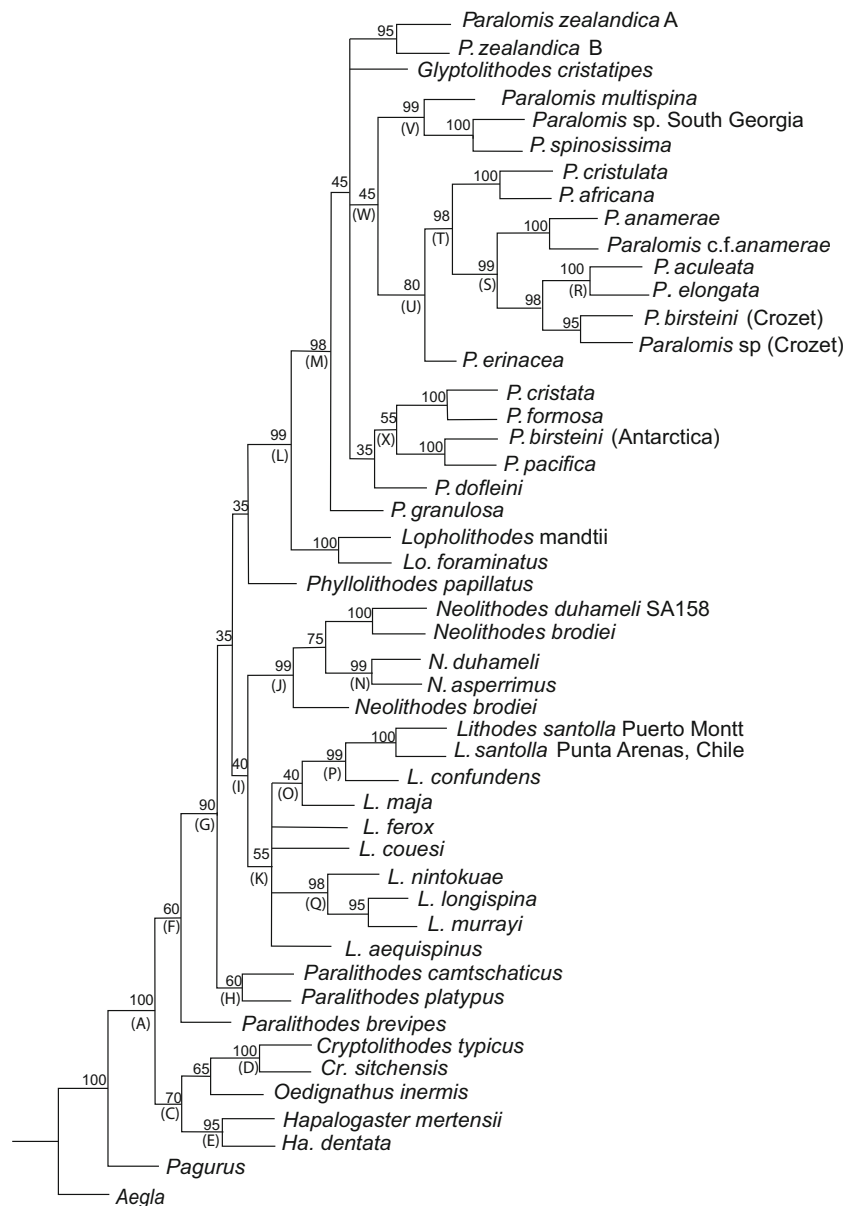 95
Paralomis zealandica A
P. zealandica B
Glyptolithodes cristatipes
99
(V)
Paralomis multispina
100
Paralomis sp. South Georgia
P. spinosissima
45
45
(W)
100
P. cristulata
P. africana
98
(T)
100
P. anamerae
Paralomis c.f.anamerae
99
(S)
100
(R)
P. aculeata
P. elongata
80
(U)
98
95
P. birsteini (Crozet)
Paralomis sp (Crozet)
98
(M)
P. erinacea
100
P. cristata
P. formosa
55
(X)
35
100
P. birsteini (Antarctica)
P. pacifica
P. dofleini
99
(L)
P. granulosa
35
100
Lopholithodes mandtii
Lo. foraminatus
Phyllolithodes papillatus
35
100
Neolithodes duhameli SA158
Neolithodes brodiei
75
99
(J)
99
(N)
N. duhameli
N. asperrimus
Neolithodes brodiei
40
(I)
100
Lithodes santolla Puerto Montt
L. santolla Punta Arenas, Chile
99
(P)
L. confundens
40
(O)
L. maja
L. ferox
90
(G)
55
(K)
L. couesi
98
(Q)
L. nintokuae
95
L. longispina
L. murrayi
L. aequispinus
60
(F)
60
(H)
Paralithodes camtschaticus
Paralithodes platypus
100
(A)
Paralithodes brevipes
100
(D)
Cryptolithodes typicus
Cr. sitchensis
65
Oedignathus inermis
100
70
(C)
95
(E)
Hapalogaster mertensii
Ha. dentata
Pagurus
Aegla